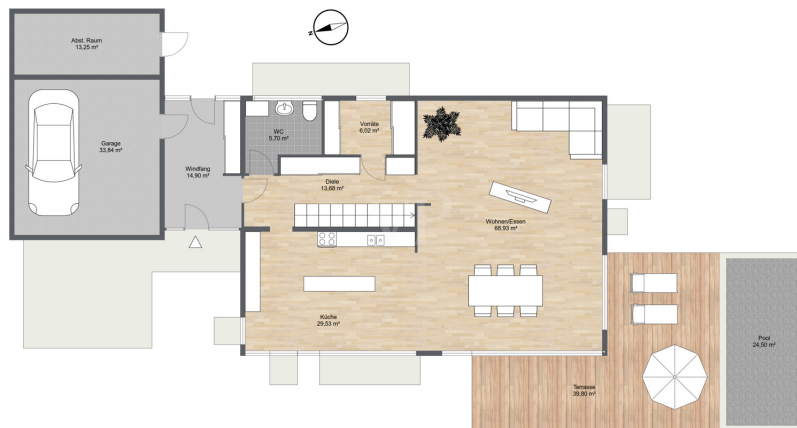 Abst. Raum
13,25 m²
N
Garage
33,84 m²
Windfang
14,90 m²
WC
5,70 m²
Vorräte
6,02 m²
Diele
13,68 m²
Wohnen/Essen
68,93 m²
Küche
29,53 m²
Terrasse
39,80 m²
Pool
24,50 m²